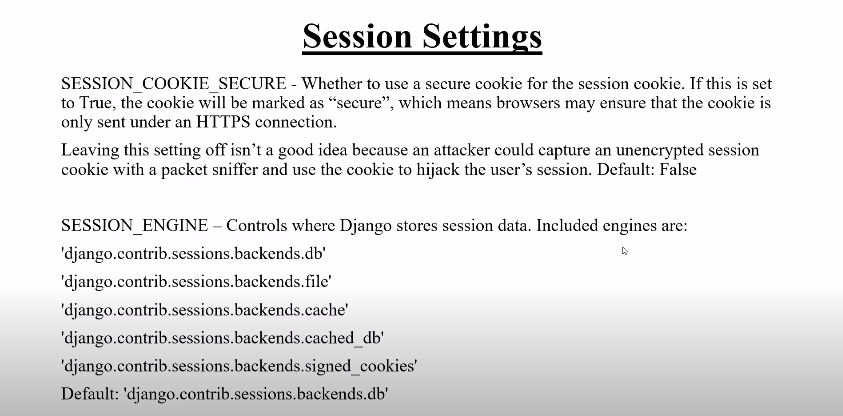 Session Settings
SESSION_COOKIE_SECURE - Whether to use a secure cookie for the session cookie. If this is set
to True, the cookie will be marked as “secure”, which means browsers may ensure that the cookie is
only sent under an HTTPS connection.
Leaving this setting off isn’t a good idea because an attacker could capture an unencrypted session
cookie with a packet sniffer and use the cookie to hijack the user’s session. Default: False
SESSION_ENGINE – Controls where Django stores session data. Included engines are:
'django.contrib.sessions.backends.db'
'django.contrib.sessions.backends.file'
'django.contrib.sessions.backends.cache'
'django.contrib.sessions.backends.cached_db'
'django.contrib.sessions.backends.signed_cookies'
Default: 'django.contrib.sessions.backends.db'